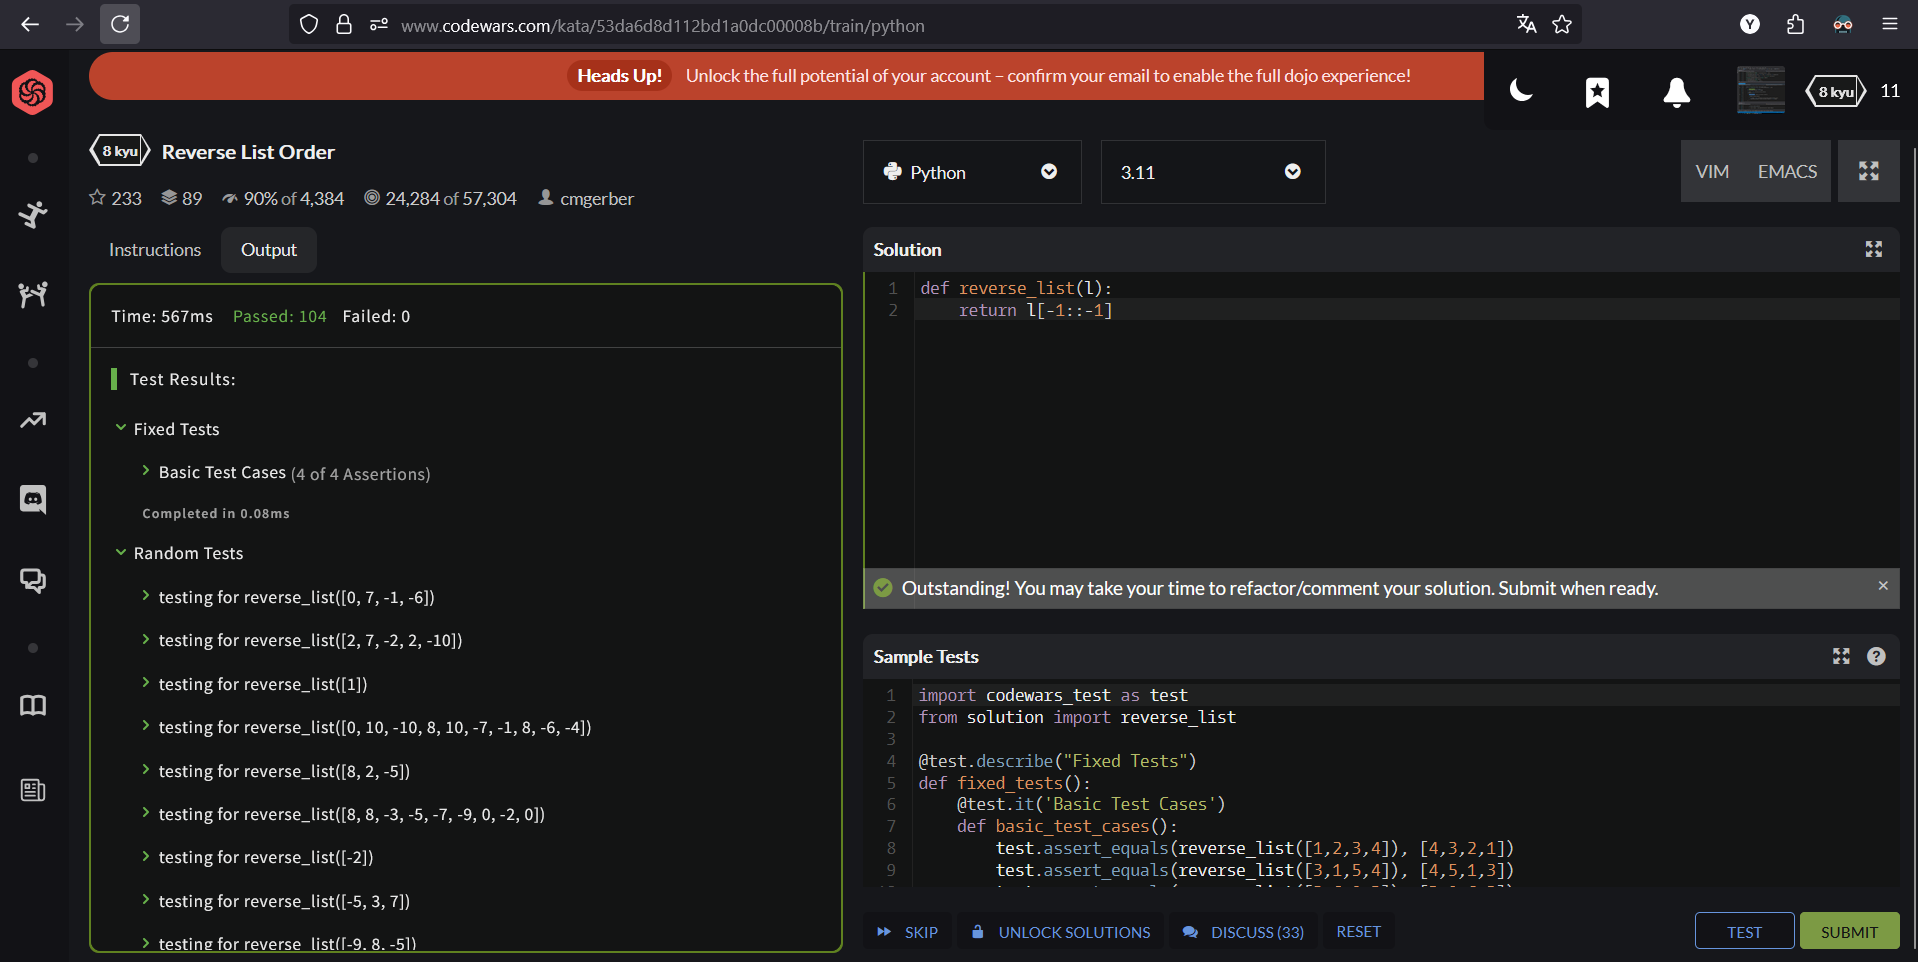 www.codewars.com/kata/53da6d8d112bd1a0dc00008b/train/python
Y
Heads Up! Unlock the full potential of your account – confirm your email to enable the full dojo experience!
8 kyu 11
8 kyu Reverse List Order
233 89 90% of 4,384 24,284 of 57,304 cmgerber
Python
3.11
VIM EMACS
Instructions Output
Time: 567ms Passed: 104 Failed: 0
Test Results:
Fixed Tests
Basic Test Cases (4 of 4 Assertions)
Completed in 0.08ms
Random Tests
testing for reverse_list([0, 7, -1, -6])
testing for reverse_list([2, 7, -2, 2, -10])
testing for reverse_list([1])
testing for reverse_list([0, 10, -10, 8, 10, -7, -1, 8, -6, -4])
testing for reverse_list([8, 2, -5])
testing for reverse_list([8, 8, -3, -5, -7, -9, 0, -2, 0])
testing for reverse_list([-2])
testing for reverse_list([-5, 3, 7])
testing for reverse_list([-9, 8, -5])
Solution
1 def reverse_list(l):
2 return l[-1::-1]
Outstanding! You may take your time to refactor/comment your solution. Submit when ready.
Sample Tests
1 import codewars_test as test
2 from solution import reverse_list
3
4 @test.describe("Fixed Tests")
5 def fixed_tests():
6 @test.it('Basic Test Cases')
7 def basic_test_cases():
8 test.assert_equals(reverse_list([1,2,3,4]), [4,3,2,1])
9 test.assert_equals(reverse_list([3,1,5,4]), [4,5,1,3])
SKIP UNLOCK SOLUTIONS DISCUSS (33) RESET TEST SUBMIT